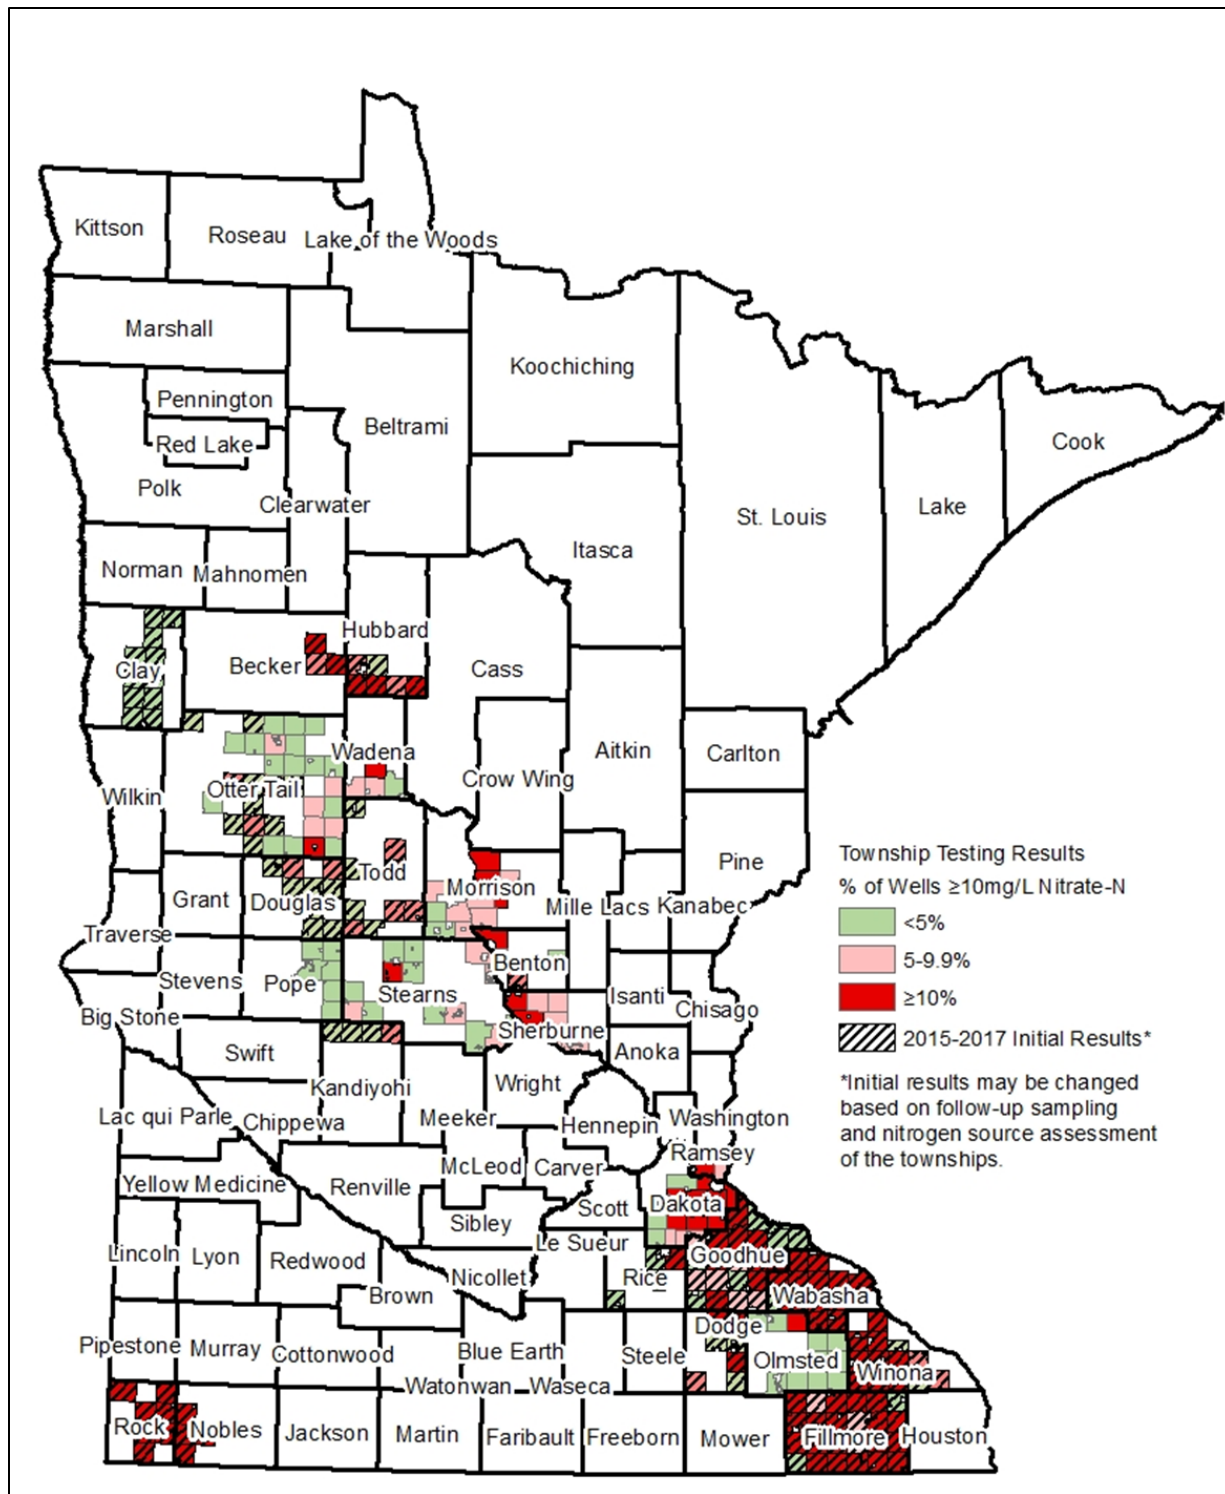 Kittson
Roseau
Lake of the Woods
Marshall
Koochiching
Pennington
Beltrami
Red Lake
Cook
Polk
Clearwater
Lake
St. Louis
Itasca
Norman
Mahnomen
Hubbard
Clay
Becker
Cass
Wadena
Aitkin
Carlton
Crow Wing
Otter Tail
Wilkin
Pine
Todd
Morrison
Grant
Douglas
Mille Lacs
Kanabec
Traverse
Benton
Stevens
Pope
Stearns
Isanti
Chisago
Big Stone
Sherburne
Swift
Anoka
Kandiyohi
Wright
Lac qui Parle
Chippewa
Meeker
Hennepin
Washington
Ramsey
McLeod
Carver
Yellow Medicine
Renville
Scott
Dakota
Sibley
Le Sueur
Lincoln
Lyon
Redwood
Goodhue
Nicollet
Rice
Brown
Wabasha
Dodge
Pipestone
Murray
Cottonwood
Blue Earth
Steele
Olmsted
Winona
Watonwan
Waseca
Rock
Nobles
Jackson
Martin
Faribault
Freeborn
Mower
Fillmore
Houston
Township Testing Results
% of Wells ≥10mg/L Nitrate-N
<5%
5-9.9%
≥10%
2015-2017 Initial Results*
*Initial results may be changed
based on follow-up sampling
and nitrogen source assessment
of the townships.